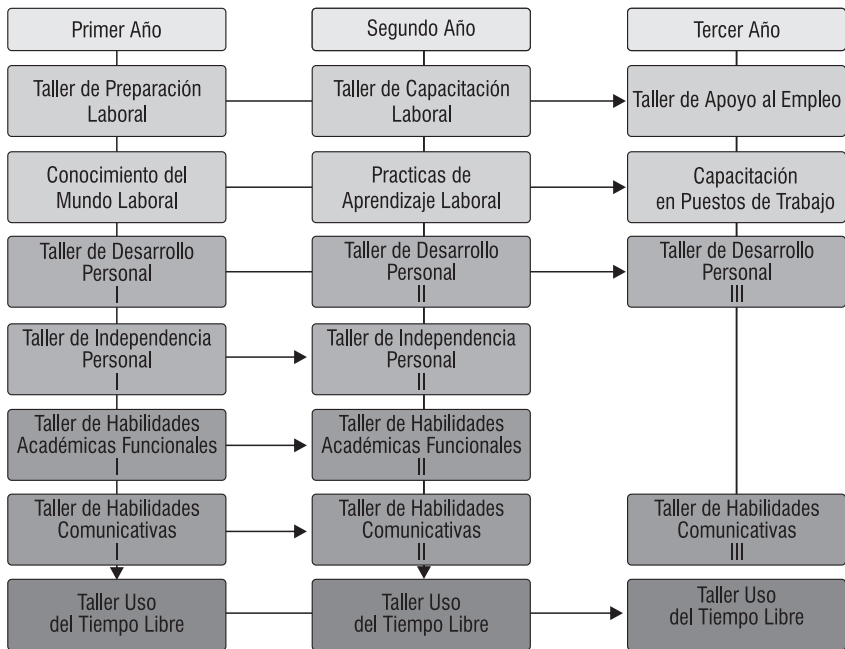 Primer Año
Segundo Año
Tercer Año
Taller de Preparación
Laboral
Taller de Capacitación
Laboral
Taller de Apoyo al Empleo
Conocimiento del
Mundo Laboral
Practicas de
Aprendizaje Laboral
Capacitación
en Puestos de Trabajo
Taller de Desarrollo
Personal
I
Taller de Desarrollo
Personal
II
Taller de Desarrollo
Personal
III
Taller de Independencia
Personal
I
Taller de Independencia
Personal
II
Taller de Habilidades
Académicas Funcionales
I
Taller de Habilidades
Académicas Funcionales
II
Taller de Habilidades
Comunicativas
I
Taller de Habilidades
Comunicativas
II
Taller de Habilidades
Comunicativas
III
Taller Uso
del Tiempo Libre
Taller Uso
del Tiempo Libre
Taller Uso
del Tiempo Libre